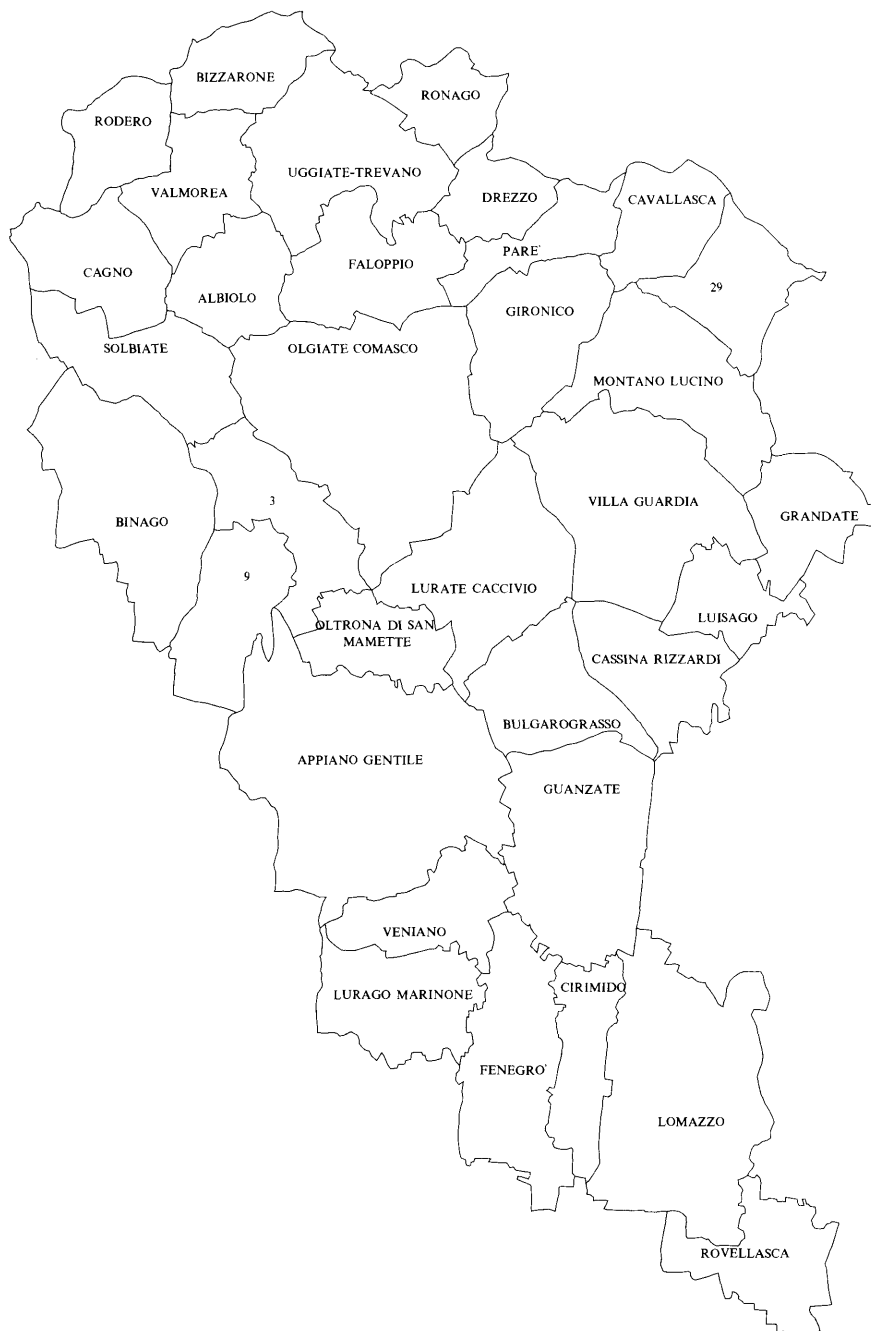 BIZZARONE
RONAGO
RODERO
UGGIATE-TREVANO
VALMOREA
DREZZO
CAVALLASCA
PARE'
CAGNO
FALOPPIO
29
ALBIOLO
GIRONICO
SOLBIATE
OLGIATE COMASCO
MONTANO LUCINO
3
VILLA GUARDIA
GRANDATE
BINAGO
9
LURATE CACCIVIO
LUISAGO
OLTRONA DI SAN
MAMETTE
CASSINA RIZZARDI
BULGAROGRASSO
APPIANO GENTILE
GUANZATE
VENIANO
CIRIMIDO
LURAGO MARINONE
FENEGRO'
LOMAZZO
ROVELLASCA